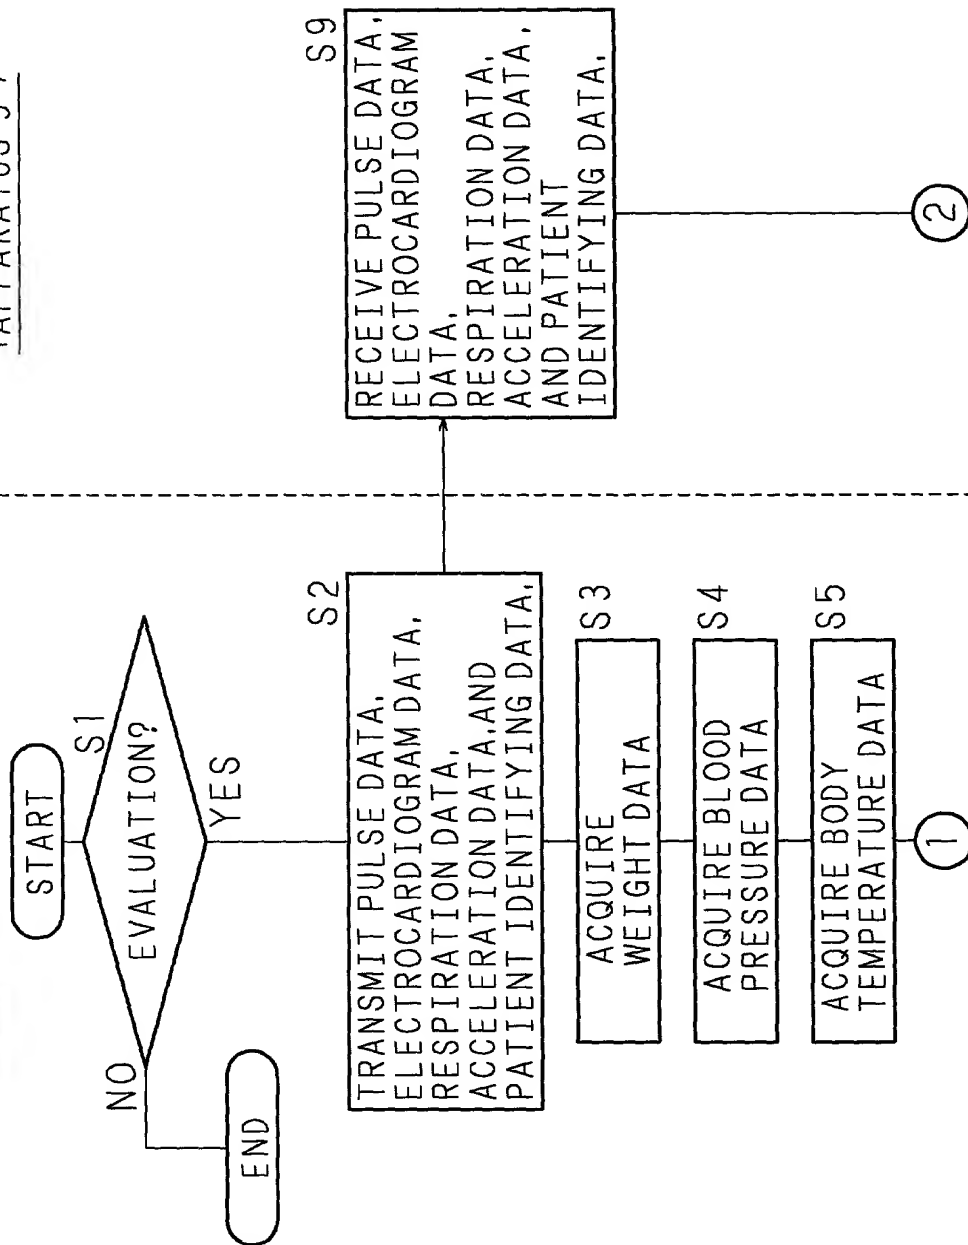 START
S1
EVALUATION?
NO
YES
END
S2
TRANSMIT PULSE DATA,
ELECTROCARDIOGRAM DATA,
RESPIRATION DATA,
ACCELERATION DATA,AND
PATIENT IDENTIFYING DATA,
S3
ACQUIRE
WEIGHT DATA
S4
ACQUIRE BLOOD
PRESSURE DATA
S5
ACQUIRE BODY
TEMPERATURE DATA
1
S9
RECEIVE PULSE DATA,
ELECTROCARDIOGRAM
DATA,
RESPIRATION DATA,
ACCELERATION DATA,
AND PATIENT
IDENTIFYING DATA,
2